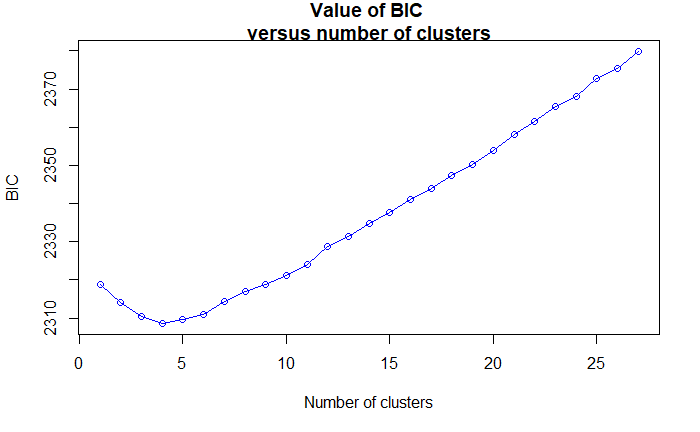 Value of BIC
versus number of clusters
BIC
2370
2350
2330
2310
0 5 10 15 20 25
Number of clusters